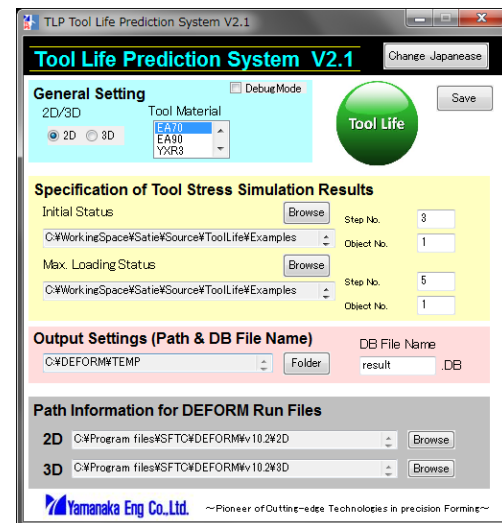 TLP Tool Life Prediction System V2.1
Tool Life Prediction System V2.1
Change Japanease
General Setting
Debug Mode
Save
2D/3D
Tool Material
2D
3D
EA70
EA90
YXR3
Tool Life
Specification of Tool Stress Simulation Results
Initial Status
Browse
Step No.
3
C:¥WorkingSpace¥Satie¥Source¥ToolLife¥Examples
Object No.
1
Max. Loading Status
Browse
Step No.
5
C:¥WorkingSpace¥Satie¥Source¥ToolLife¥Examples
Object No.
1
Output Settings (Path & DB File Name)
DB File Name
C:¥DEFORM¥TEMP
Folder
result
.DB
Path Information for DEFORM Run Files
2D
C:¥Program files¥SFTC¥DEFORM¥v10.2¥2D
Browse
3D
C:¥Program files¥SFTC¥DEFORM¥v10.2¥3D
Browse
Yamanaka Eng Co.,Ltd.
～Pioneer of Cutting-edge Technologies in precision Forming～